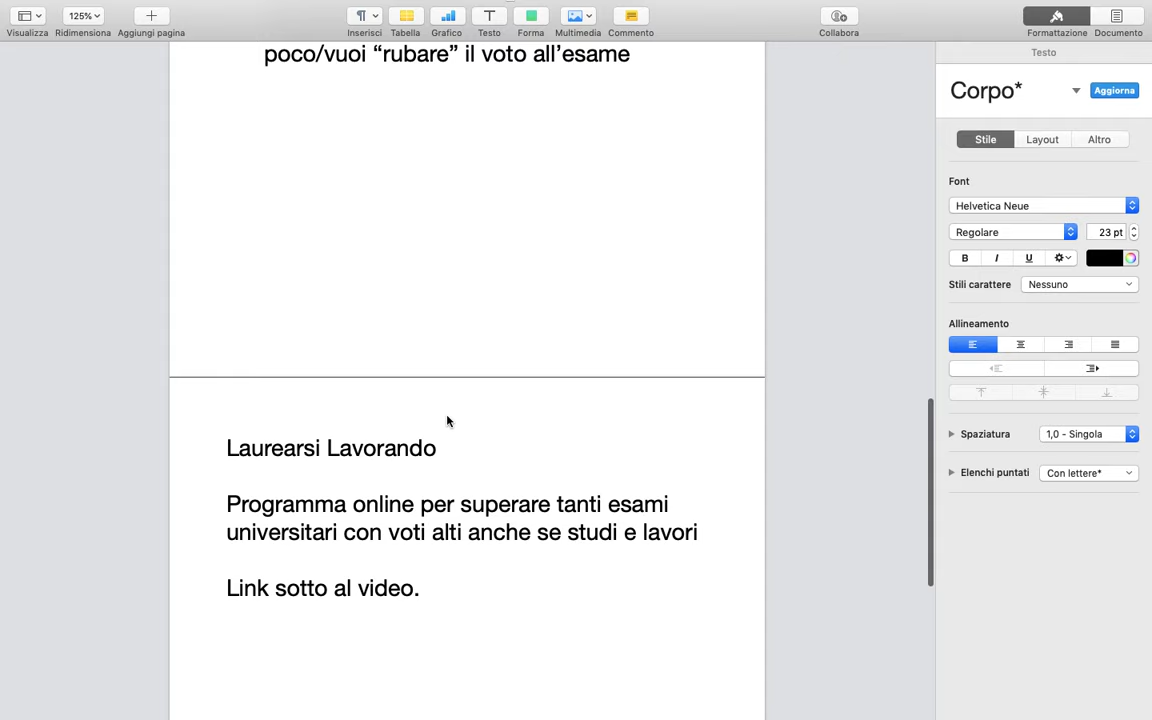 125%
Visualizza
Ridimensiona
Aggiungi pagina
Inserisci
Tabella
Grafico
Testo
Forma
Multimedia
Commento
Collabora
Formattazione
Documento
Testo
poco/vuoi “rubare” il voto all’esame
Laurearsi Lavorando
Programma online per superare tanti esami
universitari con voti alti anche se studi e lavori
Link sotto al video.
Corpo*
Aggiorna
Stile
Layout
Altro
Font
Helvetica Neue
Regolare
23 pt
B I U
Stili carattere
Nessuno
Allineamento
Spaziatura
1,0 - Singola
Elenchi puntati
Con lettere*